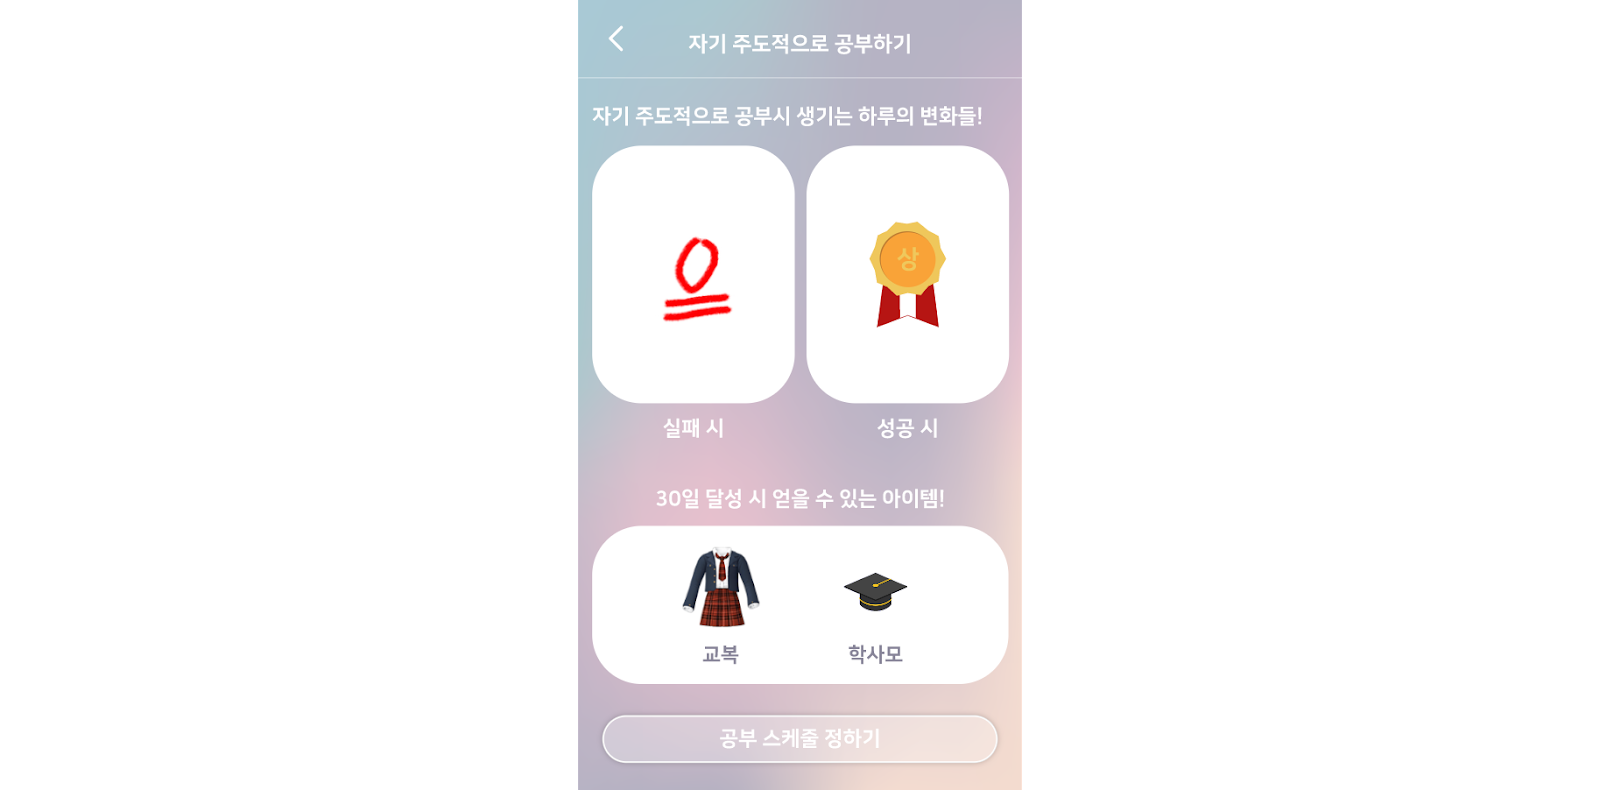 자기 주도적으로 공부하기
자기 주도적으로 공부시 생기는 하루의 변화들!
0
상
실패 시
성공 시
30일 달성 시 얻을 수 있는 아이템!
교복
학사모
공부 스케줄 정하기